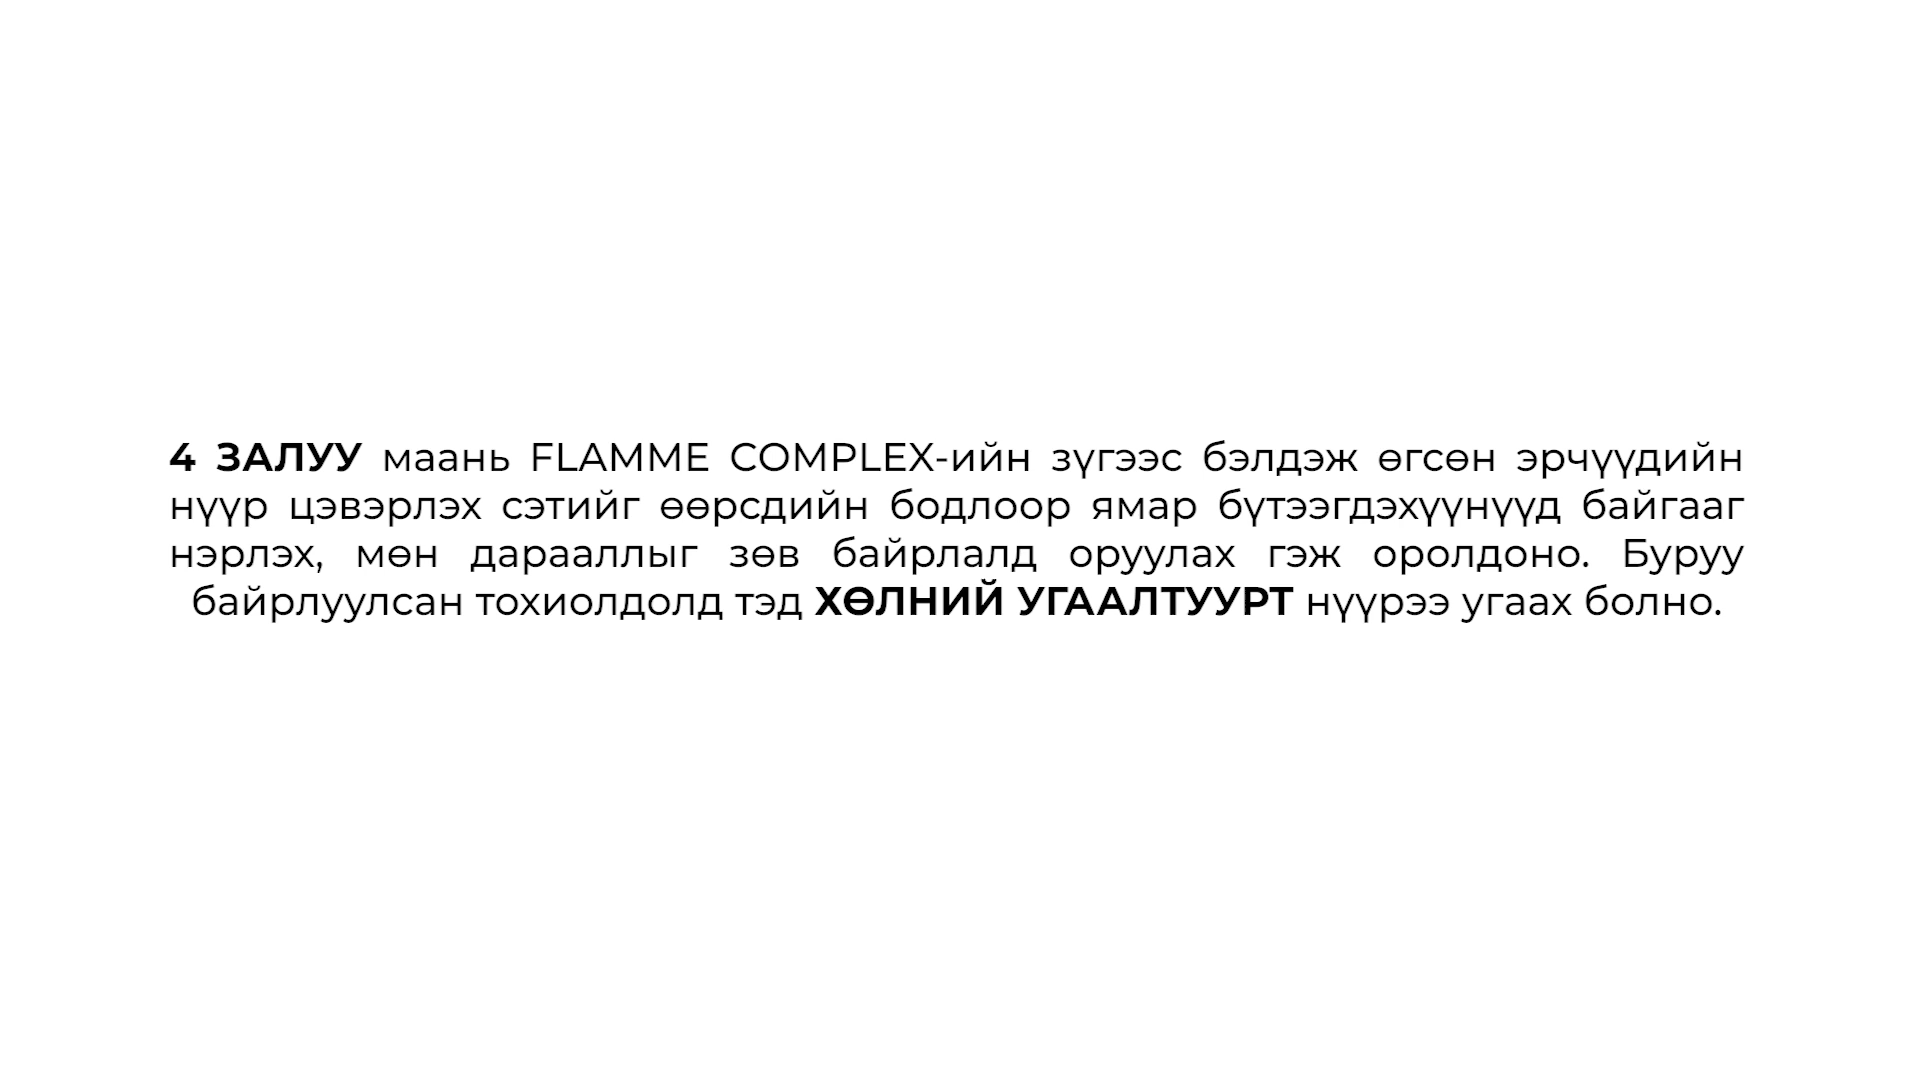 4 ЗАЛУУ маань FLAMME COMPLEX-ийн зүгээс бэлдэж өгсөн эрчүүдийн
нүүр цэвэрлэх сэтийг өөрсдийн бодлоор ямар бүтээгдэхүүнүүд байгааг
нэрлэх, мөн дарааллыг зөв байрлалд оруулах гэж оролдоно. Буруу
байрлуулсан тохиолдолд тэд ХӨЛНИЙ УГААЛТУУРТ нүүрээ угаах болно.